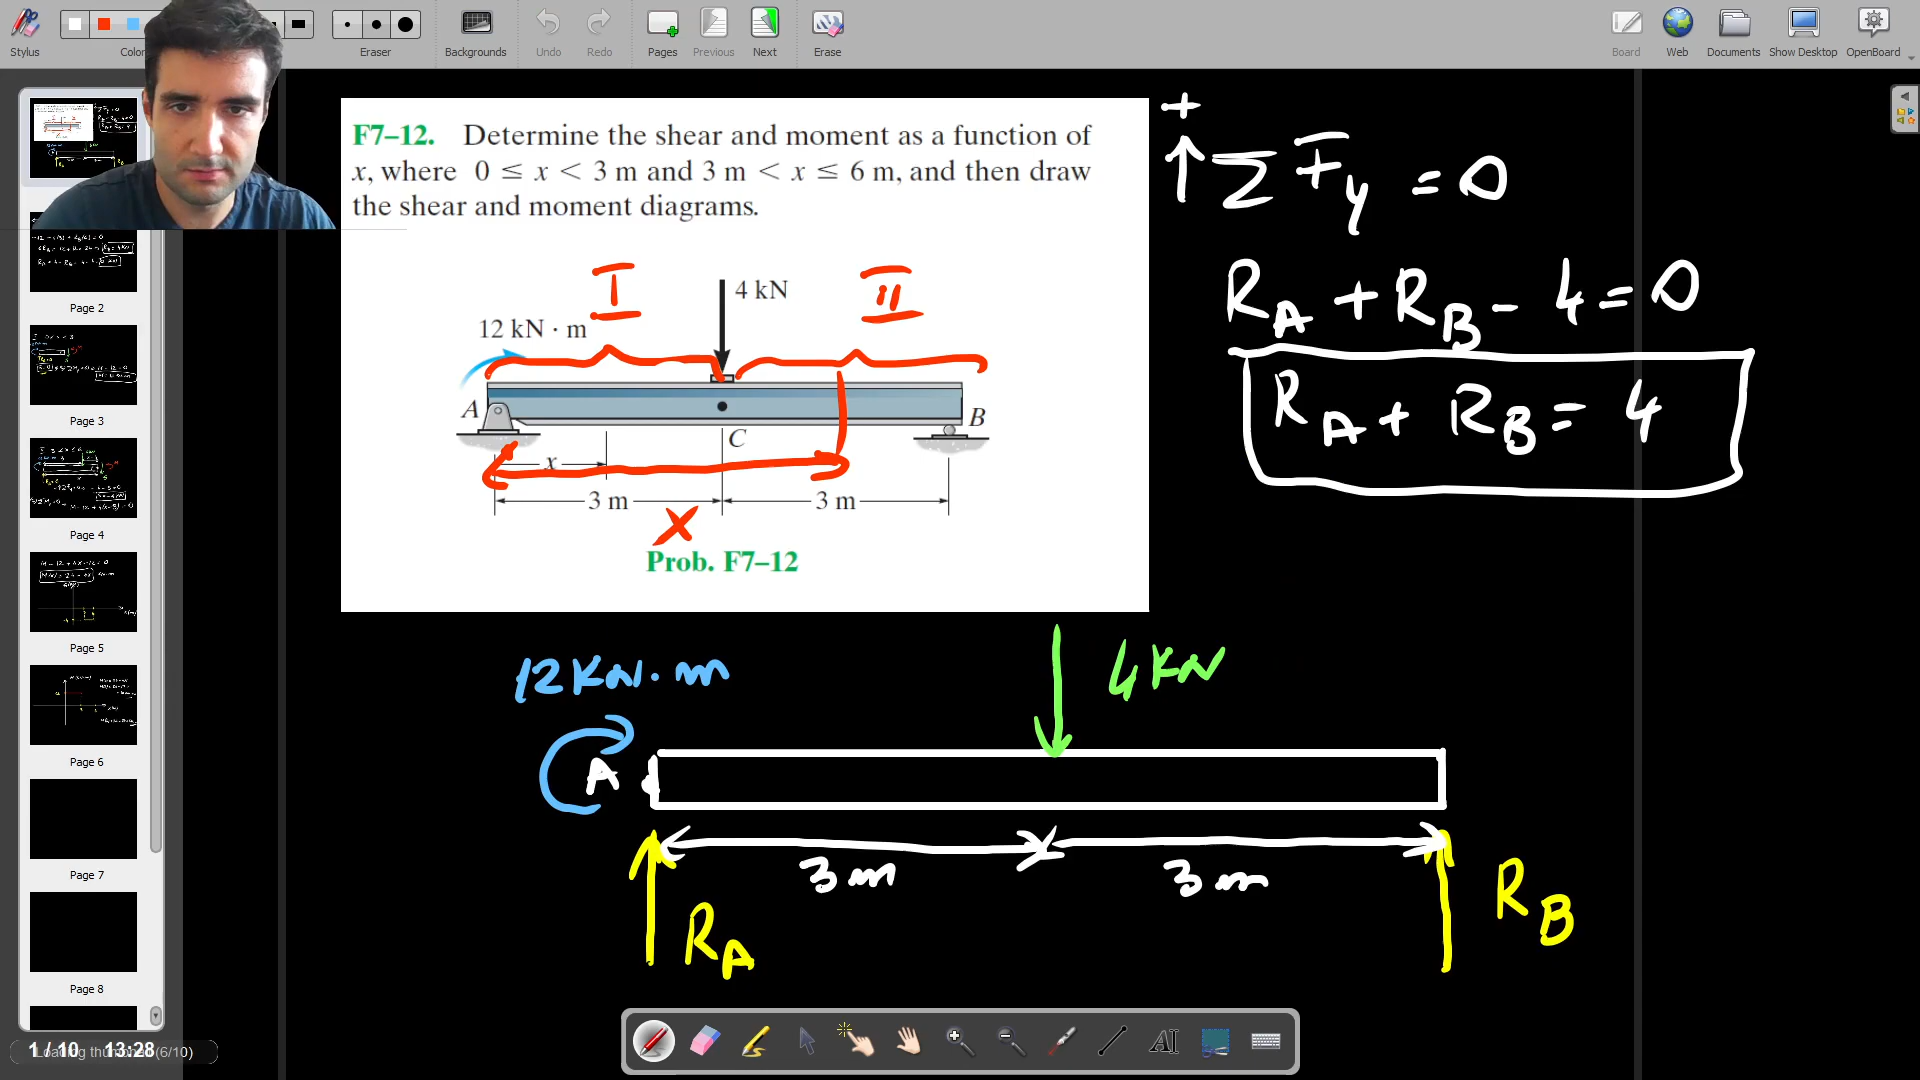 Stylus
Color
Eraser
Backgrounds
Undo
Redo
Pages
Previous
Next
Erase
Board
Web
Documents
Show Desktop
OpenBoard
F7–12. Determine the shear and moment as a function of
x, where 0 ≤ x < 3 m and 3 m < x ≤ 6 m, and then draw
the shear and moment diagrams.
I
II
4 kN
12 kN · m
A
B
C
x
3 m
3 m
X
Prob. F7–12
+
↑ Σ Fy = 0
RA + RB - 4 = 0
RA + RB = 4
12 KN·m
4 KN
A
3 m
3 m
RA
RB
Page 2
Page 3
Page 4
Page 5
Page 6
Page 7
Page 8
1 / 10
13:28
Loading thumbnail (6/10)
AI